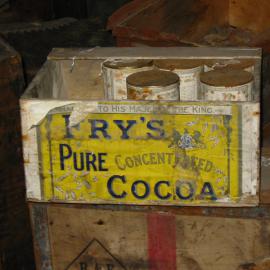 TO HIS MAJESTY THE KING
FRY'S
PURE CONCENTRATED
COCOA